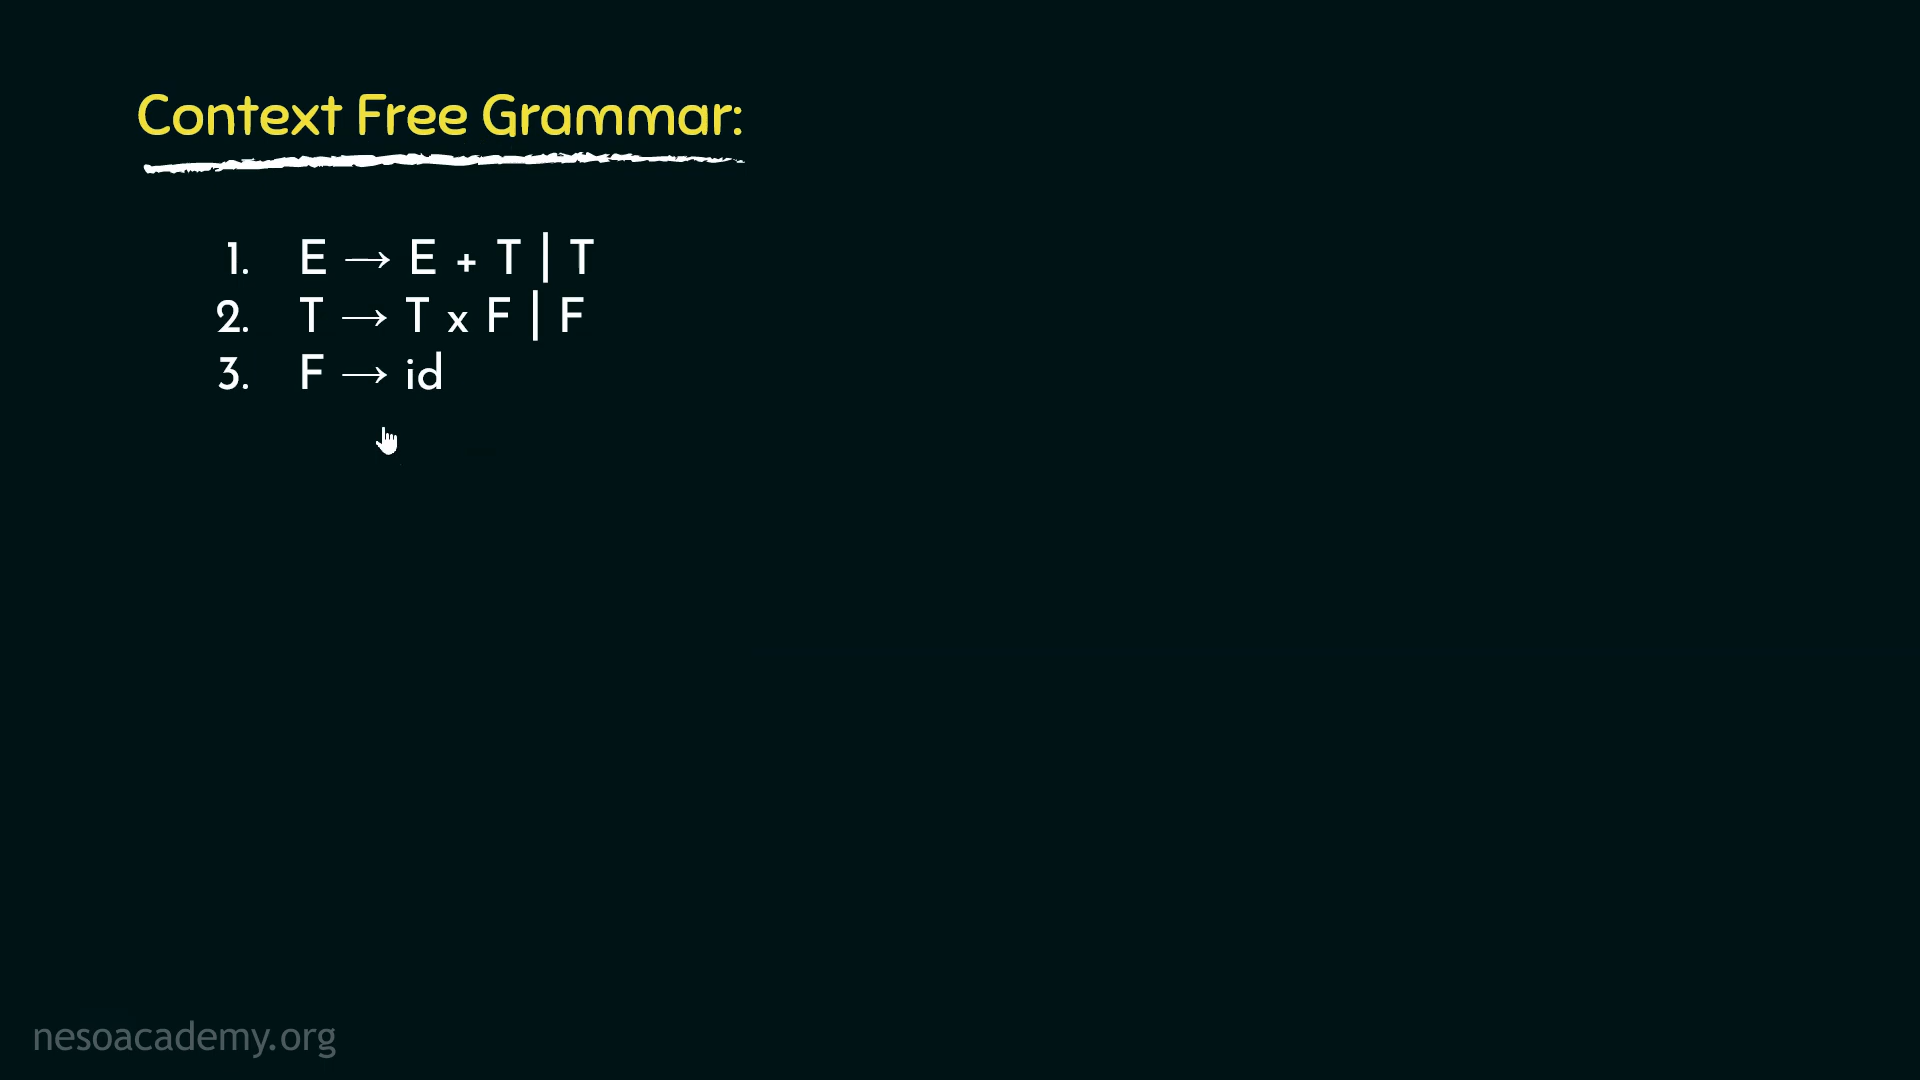 Context Free Grammar:
1. E → E + T | T
2. T → T x F | F
3. F → id
nesoacademy.org